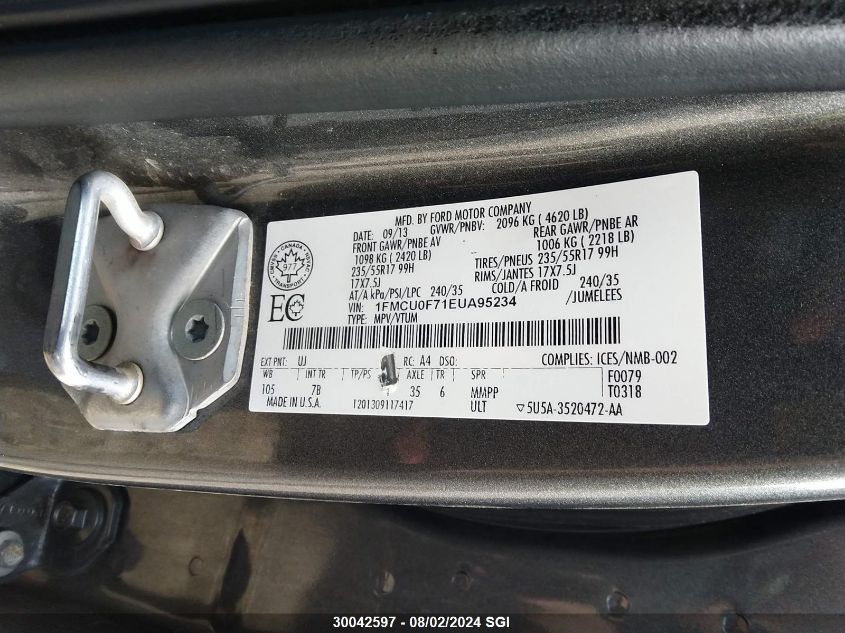 MFD. BY FORD MOTOR COMPANY
DATE: 09/13 GVWR/PNBV: 2096 KG ( 4620 LB)
FRONT GAWR/PNBE AV REAR GAWR/PNBE AR
1098 KG ( 2420 LB) 1006 KG ( 2218 LB)
235/55R17 99H TIRES/PNEUS 235/55R17 99H
17X7.5J RIMS/JANTES 17X7.5J
AT/A kPa/PSI/LPC 240/35 COLD/A FROID 240/35
VIN: 1FMCU0F71EUA95234 /JUMELEES
TYPE: MPV/VTUM
CANADA
977
TRANSPORT
EC
EXT PNT: UJ RC: A4 DSO: COMPLIES: ICES/NMB-002
WB INT TR TP/PS AXLE TR SPR F0079
105 7B 35 6 MMPP T0318
MADE IN U.S.A. T201309117417 ULT ▽5U5A-3520472-AA
30042597 - 08/02/2024 SGI